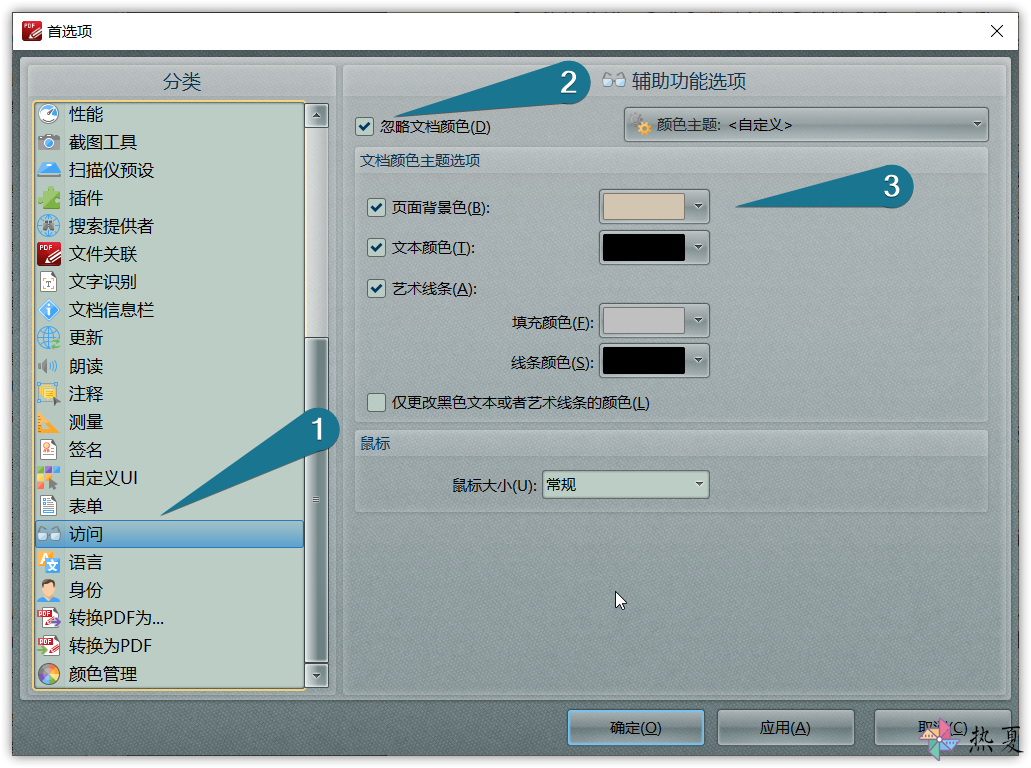 首选项
分类
性能
截图工具
扫描仪预设
插件
搜索提供者
文件关联
文字识别
文档信息栏
更新
朗读
注释
测量
签名
自定义UI
表单
访问
语言
身份
转换PDF为...
转换为PDF
颜色管理
1
2
辅助功能选项
忽略文档颜色(D)
颜色主题: <自定义>
文档颜色主题选项
3
页面背景色(B):
文本颜色(T):
艺术线条(A):
填充颜色(F):
线条颜色(S):
仅更改黑色文本或者艺术线条的颜色(L)
鼠标
鼠标大小(U): 常规
确定(O)
应用(A)
取消(C)
热夏